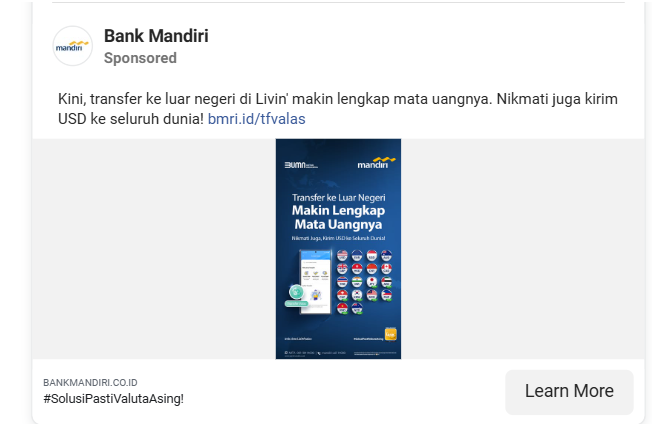 mandiri
Bank Mandiri
Sponsored
Kini, transfer ke luar negeri di Livin' makin lengkap mata uangnya. Nikmati juga kirim
USD ke seluruh dunia! bmri.id/tfvalas
BUMN
mandiri
Transfer ke Luar Negeri
Makin Lengkap
Mata Uangnya
Nikmati Juga, Kirim USD ke Seluruh Dunia!
BANKMANDIRI.CO.ID
#SolusiPastiValutaAsing!
Learn More